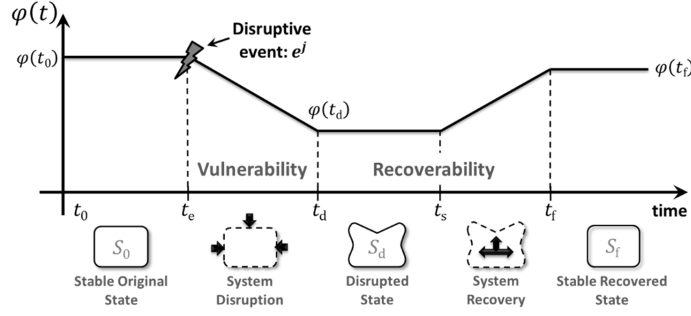 φ(t)
Disruptive
event: e^j
φ(t₀)
φ(t_f)
φ(t_d)
Vulnerability
Recoverability
t₀
t_e
t_d
t_s
t_f
time
S₀
S_d
S_f
Stable Original
State
System
Disruption
Disrupted
State
System
Recovery
Stable Recovered
State